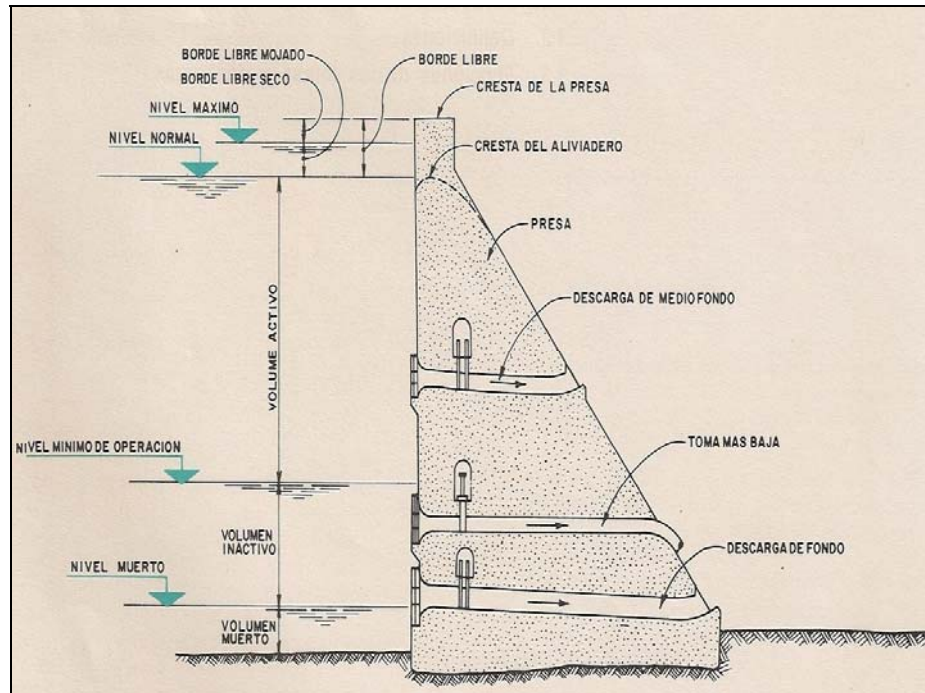 BORDE LIBRE MOJADO
BORDE LIBRE
BORDE LIBRE SECO
CRESTA DE LA PRESA
NIVEL MAXIMO
NIVEL NORMAL
CRESTA DEL ALIVIADERO
PRESA
DESCARGA DE MEDIO FONDO
VOLUME ACTIVO
NIVEL MINIMO DE OPERACION
TOMA MAS BAJA
VOLUMEN
INACTIVO
DESCARGA DE FONDO
NIVEL MUERTO
VOLUMEN
MUERTO